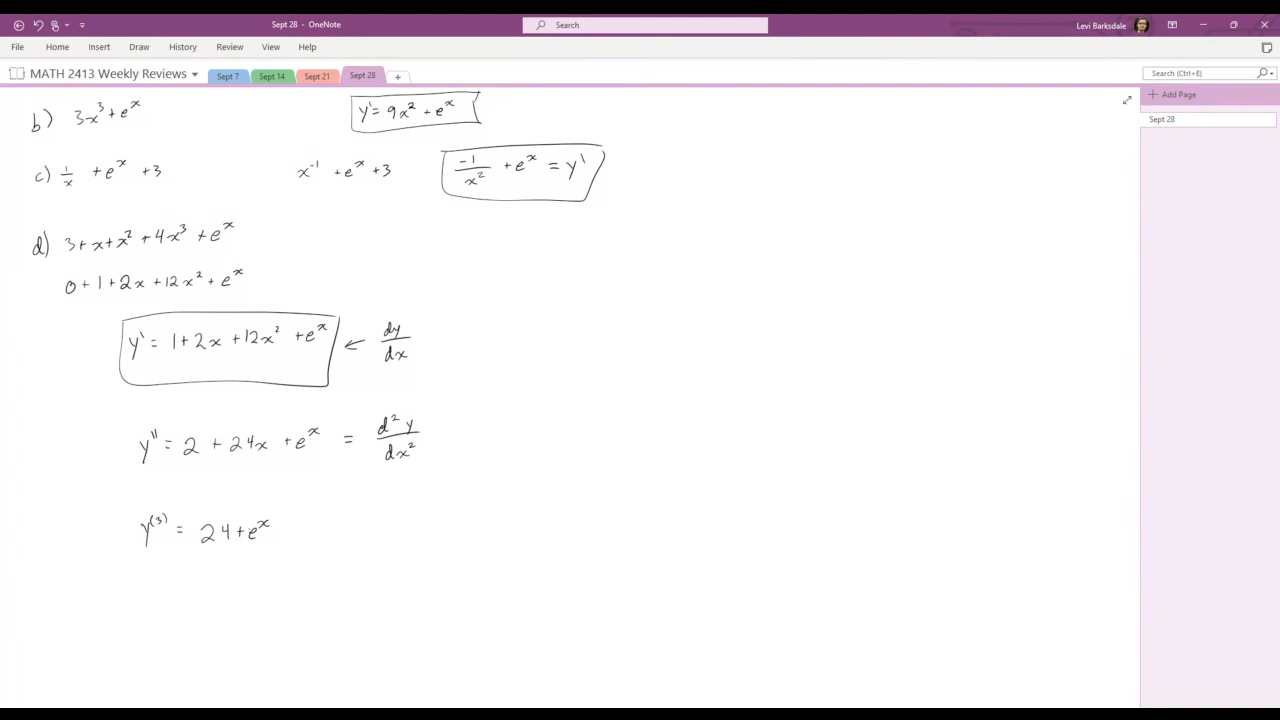 Sept 28 - OneNote
Search
Levi Barksdale
File Home Insert Draw History Review View Help
MATH 2413 Weekly Reviews
Sept 7 Sept 14 Sept 21 Sept 28 +
Search (Ctrl+E)
Add Page
Sept 28
b) 3x³ + eˣ y' = 9x² + eˣ
c) 1/x + eˣ + 3 x⁻¹ + eˣ + 3 -1/x² + eˣ = y'
d) 3 + x + x² + 4x³ + eˣ
0 + 1 + 2x + 12x² + eˣ
y' = 1 + 2x + 12x² + eˣ ← dy/dx
y'' = 2 + 24x + eˣ = d²y/dx²
y⁽³⁾ = 24 + eˣ